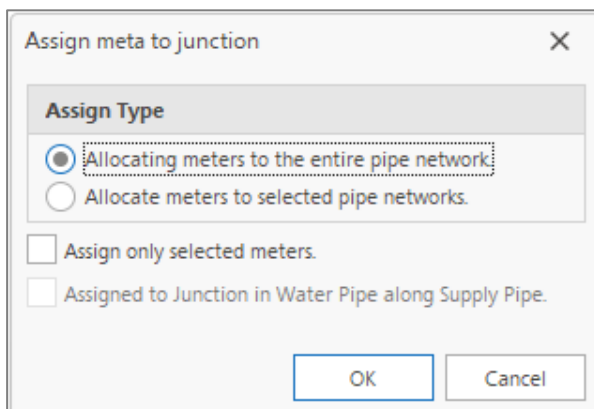 Assign meta to junction
Assign Type
Allocating meters to the entire pipe network.
Allocate meters to selected pipe networks.
Assign only selected meters.
Assigned to Junction in Water Pipe along Supply Pipe.
OK
Cancel